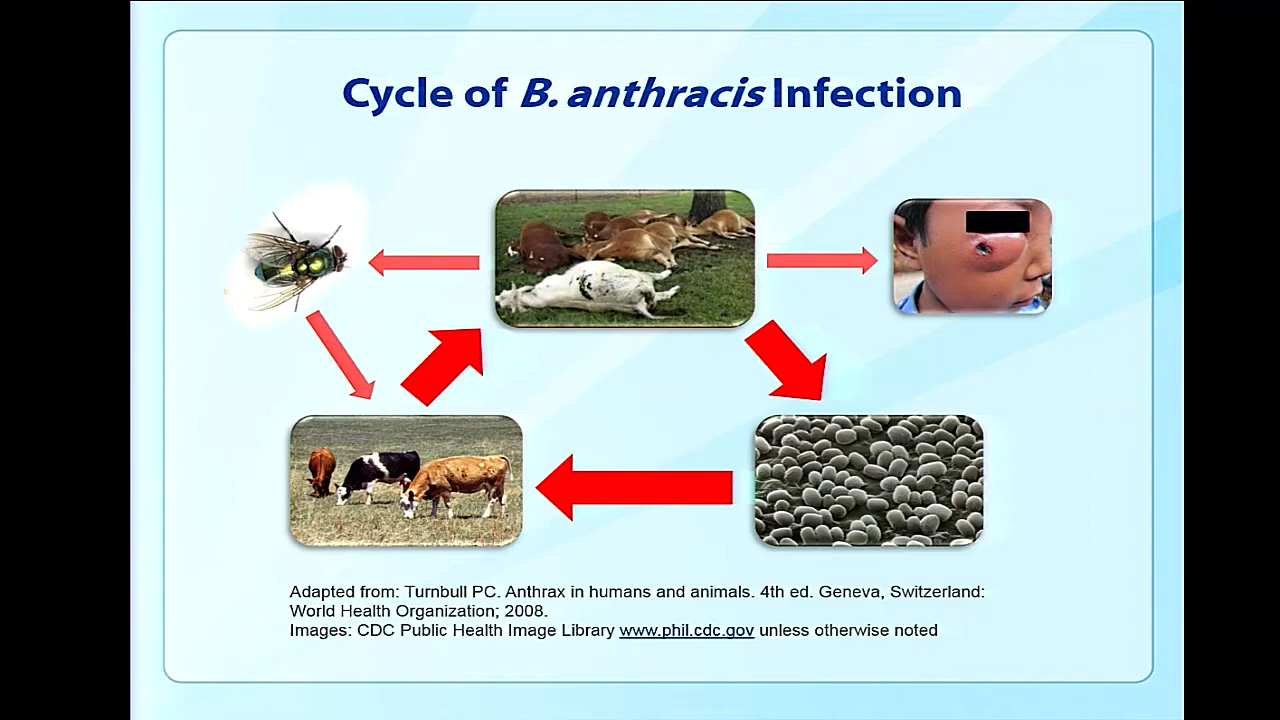 Cycle of B. anthracis Infection
Adapted from: Turnbull PC. Anthrax in humans and animals. 4th ed. Geneva, Switzerland:
World Health Organization; 2008.
Images: CDC Public Health Image Library www.phil.cdc.gov unless otherwise noted